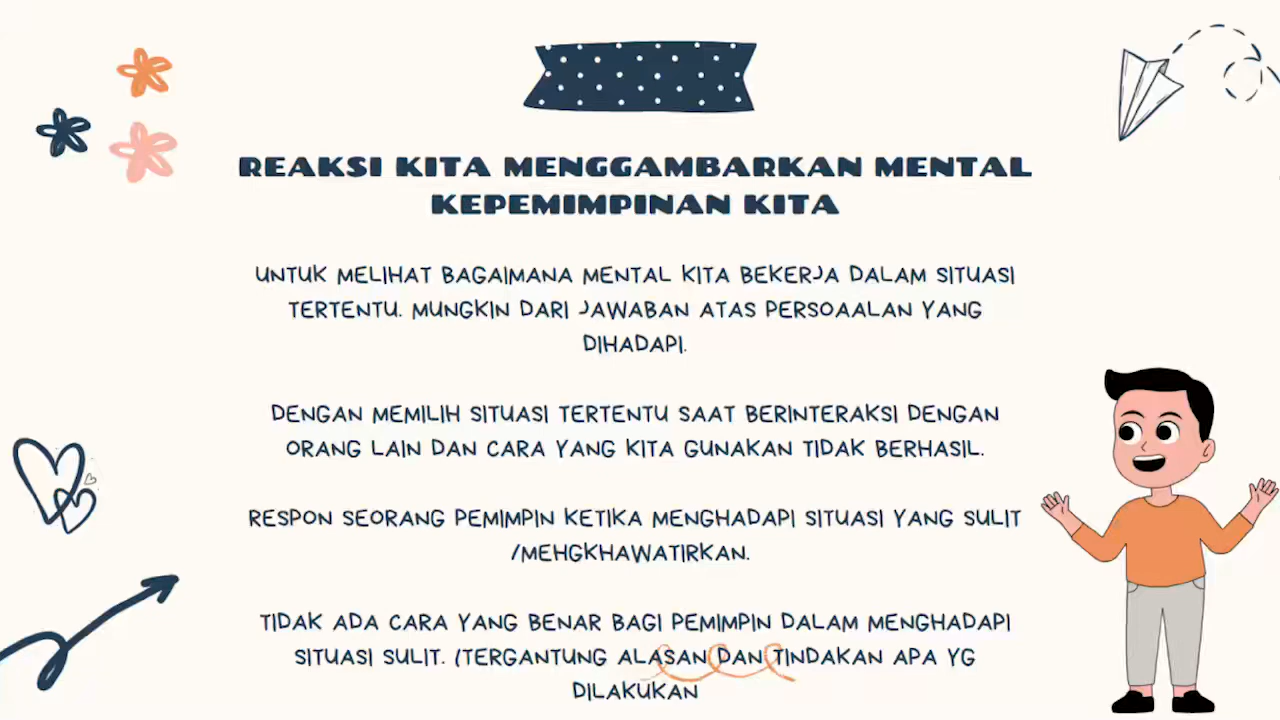 REAKSI KITA MENGGAMBARKAN MENTAL
KEPEMIMPINAN KITA
UNTUK MELIHAT BAGAIMANA MENTAL KITA BEKERJA DALAM SITUASI
TERTENTU. MUNGKIN DARI JAWABAN ATAS PERSOAALAN YANG
DIHADAPI.
DENGAN MEMILIH SITUASI TERTENTU SAAT BERINTERAKSI DENGAN
ORANG LAIN DAN CARA YANG KITA GUNAKAN TIDAK BERHASIL.
RESPON SEORANG PEMIMPIN KETIKA MENGHADAPI SITUASI YANG SULIT
/MEHGKHAWATIRKAN.
TIDAK ADA CARA YANG BENAR BAGI PEMIMPIN DALAM MENGHADAPI
SITUASI SULIT. (TERGANTUNG ALASAN DAN TINDAKAN APA YG
DILAKUKAN